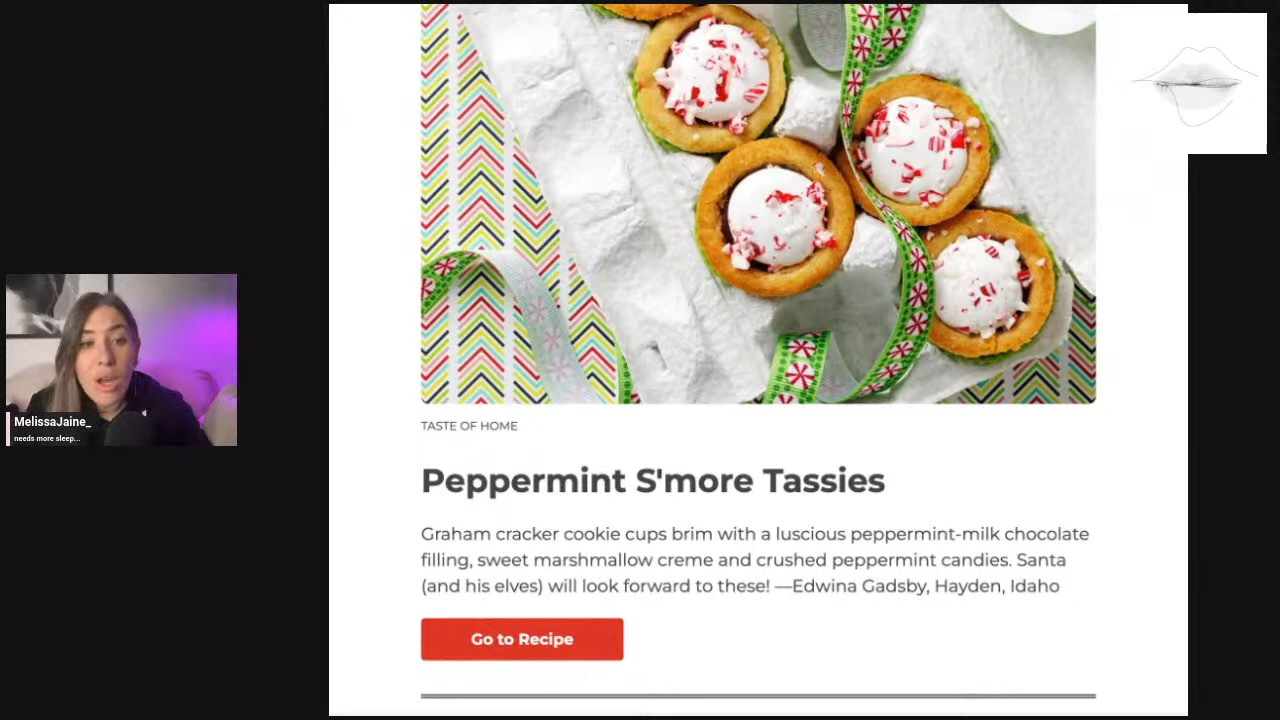 MelissaJaine_
needs more sleep...
TASTE OF HOME
Peppermint S'more Tassies
Graham cracker cookie cups brim with a luscious peppermint-milk chocolate
filling, sweet marshmallow creme and crushed peppermint candies. Santa
(and his elves) will look forward to these! —Edwina Gadsby, Hayden, Idaho
Go to Recipe